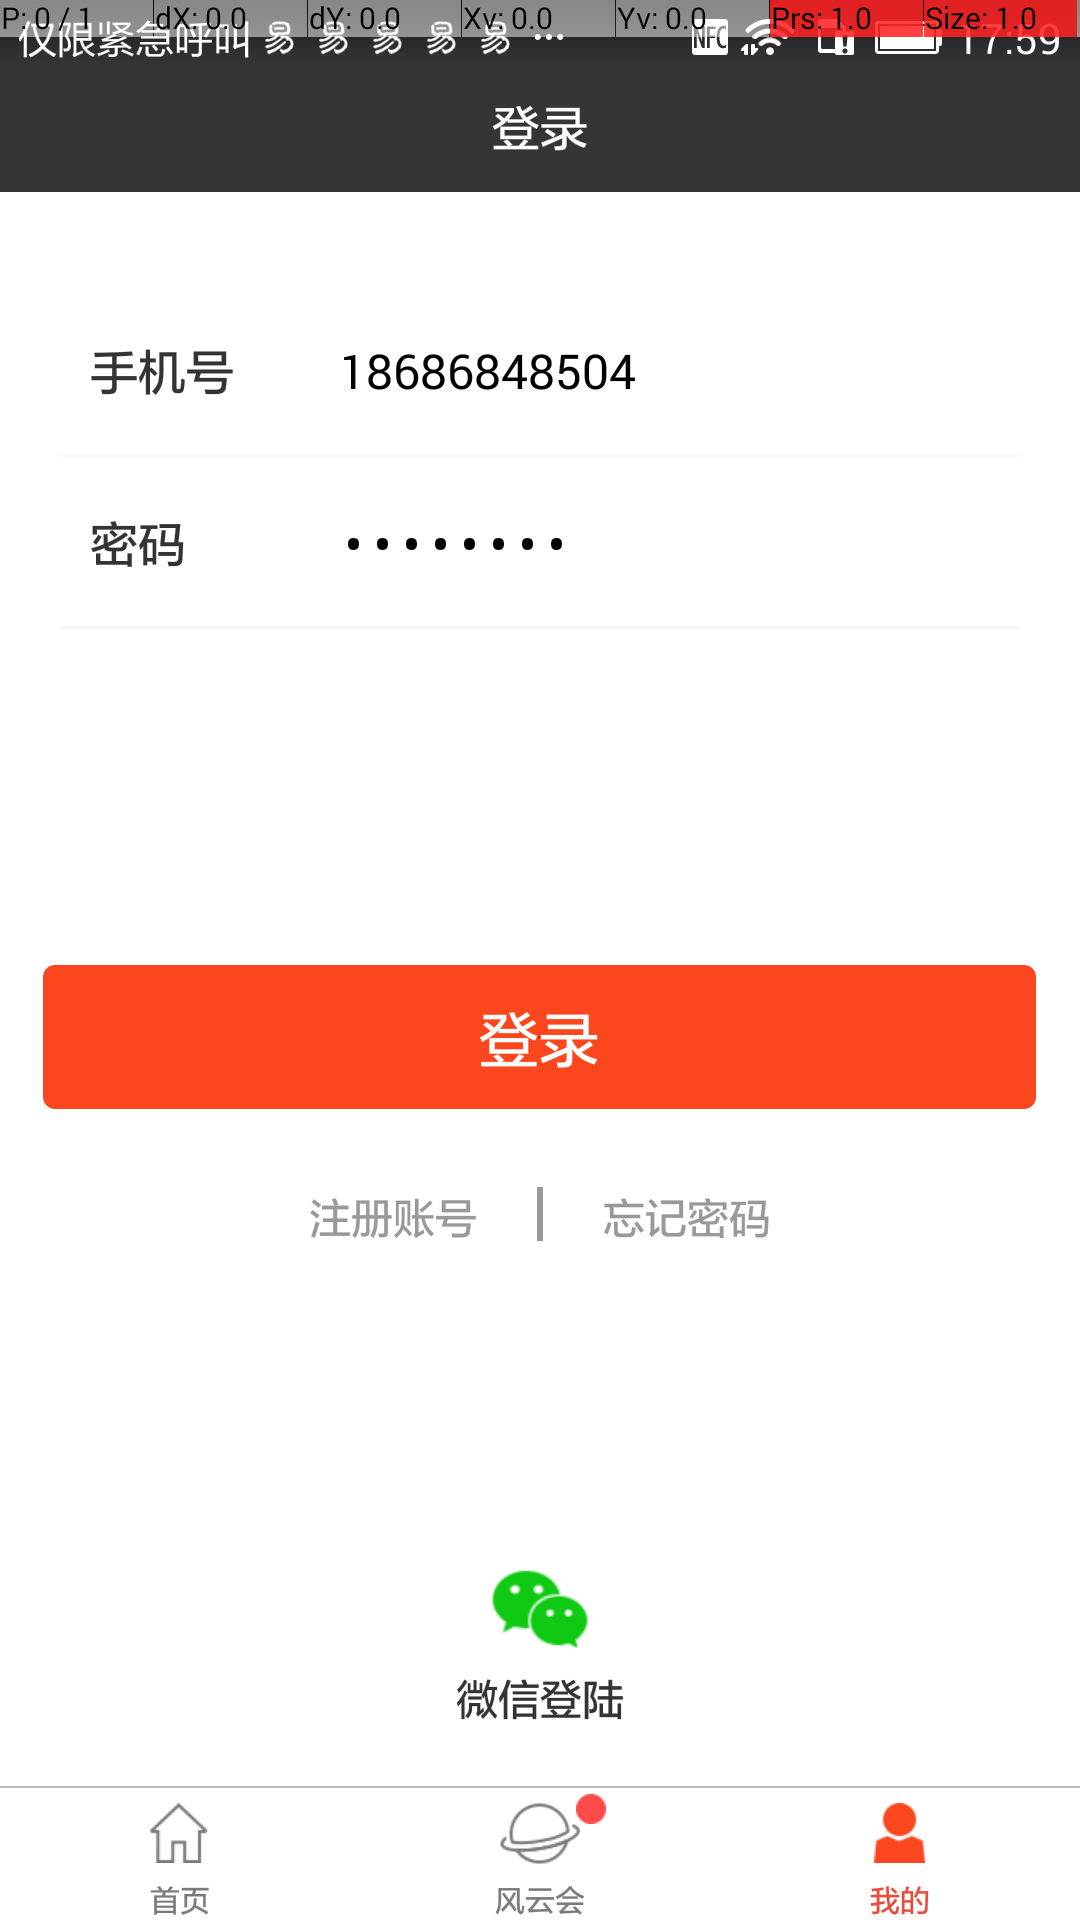 P: 0 / 1 dX: 0.0 dY: 0.0 Xv: 0.0 Yv: 0.0 Prs: 1.0 Size: 1.0
仅限紧急呼叫 易 易 易 易 易 ... NFC 17:59
登录
手机号 18686848504
密码 ••••••••
登录
注册账号 | 忘记密码
微信登陆
首页 风云会 我的